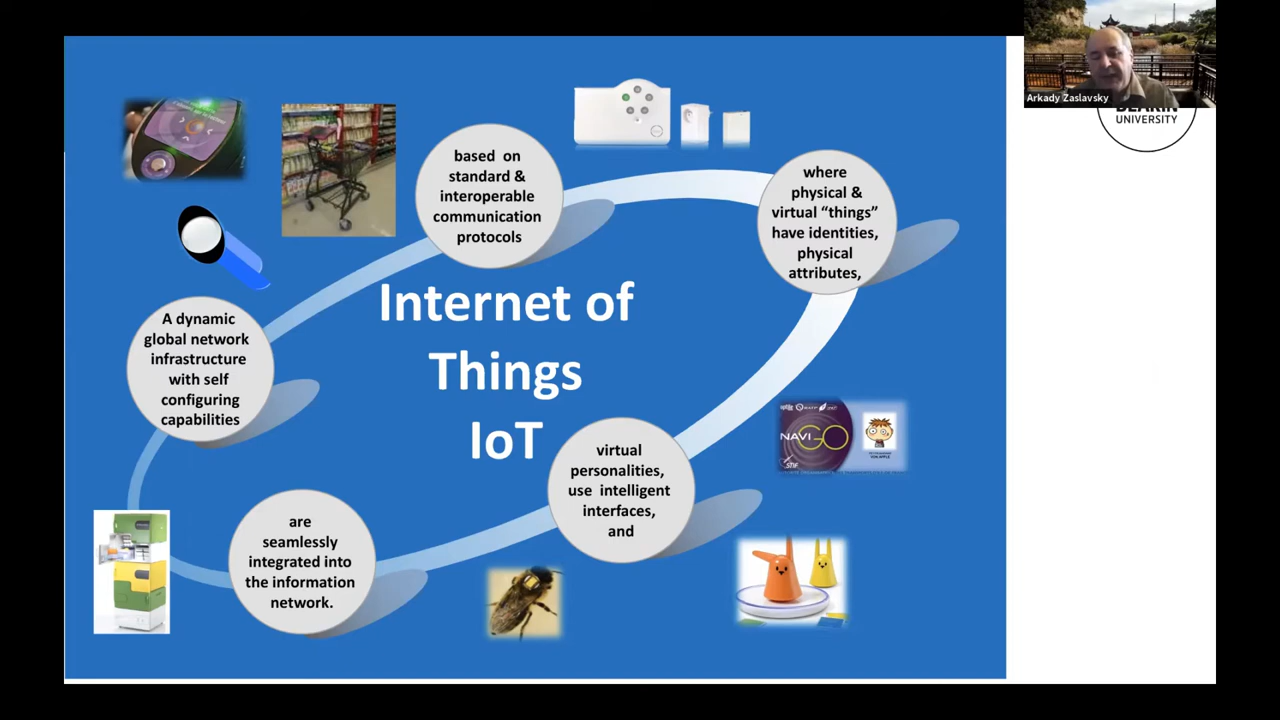 Arkady Zaslavsky
DEAKIN
UNIVERSITY
Internet of
Things
IoT
A dynamic
global network
infrastructure
with self
configuring
capabilities
based on
standard &
interoperable
communication
protocols
where
physical &
virtual “things”
have identities,
physical
attributes,
virtual
personalities,
use intelligent
interfaces,
and
are
seamlessly
integrated into
the information
network.
NAVI
GO
STIF